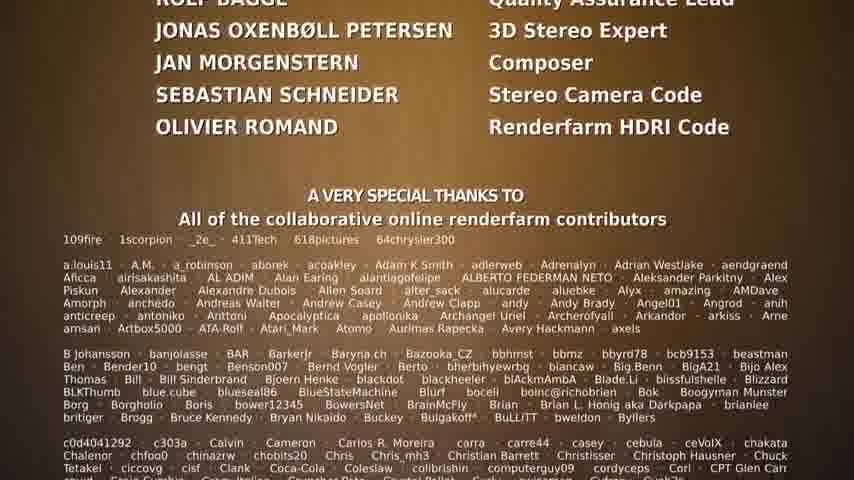 ROLF BAGGE Quality Assurance Lead
JONAS OXENBØLL PETERSEN 3D Stereo Expert
JAN MORGENSTERN Composer
SEBASTIAN SCHNEIDER Stereo Camera Code
OLIVIER ROMAND Renderfarm HDRI Code
A VERY SPECIAL THANKS TO
All of the collaborative online renderfarm contributors
109fire · 1scorpion · _2e_ · 411Tech · 618pictures · 64chrysler300
a.louis11 · A.M. · a_robinson · aborek · acoakley · Adam K Smith · adlerweb · Adrenalyn · Adrian Westlake · aendgraend
Aficca · airisakashita · AL ADIM · Alan Earing · alantiagofelipe · ALBERTO FEDERMAN NETO · Aleksander Parkitny · Alex
Piskun · Alexander · Alexandre Dubois · Allen Soard · alter_sack · alucarde · aluebke · Alyx · amazing · AMDave
Amorph · anchedo · Andreas Walter · Andrew Casey · Andrew Clapp · andy · Andy Brady · Angel01 · Angrod · anih
anticreep · antoniko · Anttoni · Apocalyptica · apollonika · Archangel Uriel · Archerofyall · Arkandor · arkiss · Arne
amsan · Artbox5000 · ATA-Rolf · Atari_Mark · Atomo · Aurimas Rapecka · Avery Hackmann · axels
B Johansson · banjolasse · BAR · BarkerJr · Baryna.ch · Bazooka_CZ · bbhmst · bbmz · bbyrd78 · bcb9153 · beastman
Ben · Bender10 · bengt · Benson007 · Bernd Vogler · Berto · bherbihyewrbg · biancaw · Big.Benn · BigA21 · Bijo Alex
Thomas · Bill · Bill Sinderbrand · Bjoern Henke · blackdot · blackheeler · blAckmAmbA · Blade.Li · blissfulshelle · Blizzard
BLKThumb · blue.cube · blueseal86 · BlueStateMachine · Blurf · boceli · boinc@richobrien · Bok · Boogyman Munster
Borg · Borgholio · Boris · bower12345 · BowersNet · BrainMcFly · Brian · Brian L. Honig aka Darkpapa · brianlee
britiger · Brogg · Bruce Kennedy · Bryan Nikaido · Buckey · Bulgakoff* · BuLLiTT · bweldon · Byllers
c0d4041292 · c303a · Calvin · Cameron · Carlos R. Moreira · carra · carre44 · casey · cebula · ceVoIX · chakata
Chalenor · chfoo0 · chinazrw · chobits20 · Chris · Chris_mh3 · Christian Barrett · Christisser · Christoph Hausner · Chuck
Tetakel · ciccovg · cisf · Clank · Coca-Cola · Coleslaw · colibrishin · computerguy09 · cordyceps · Corl · CPT Glen Carr